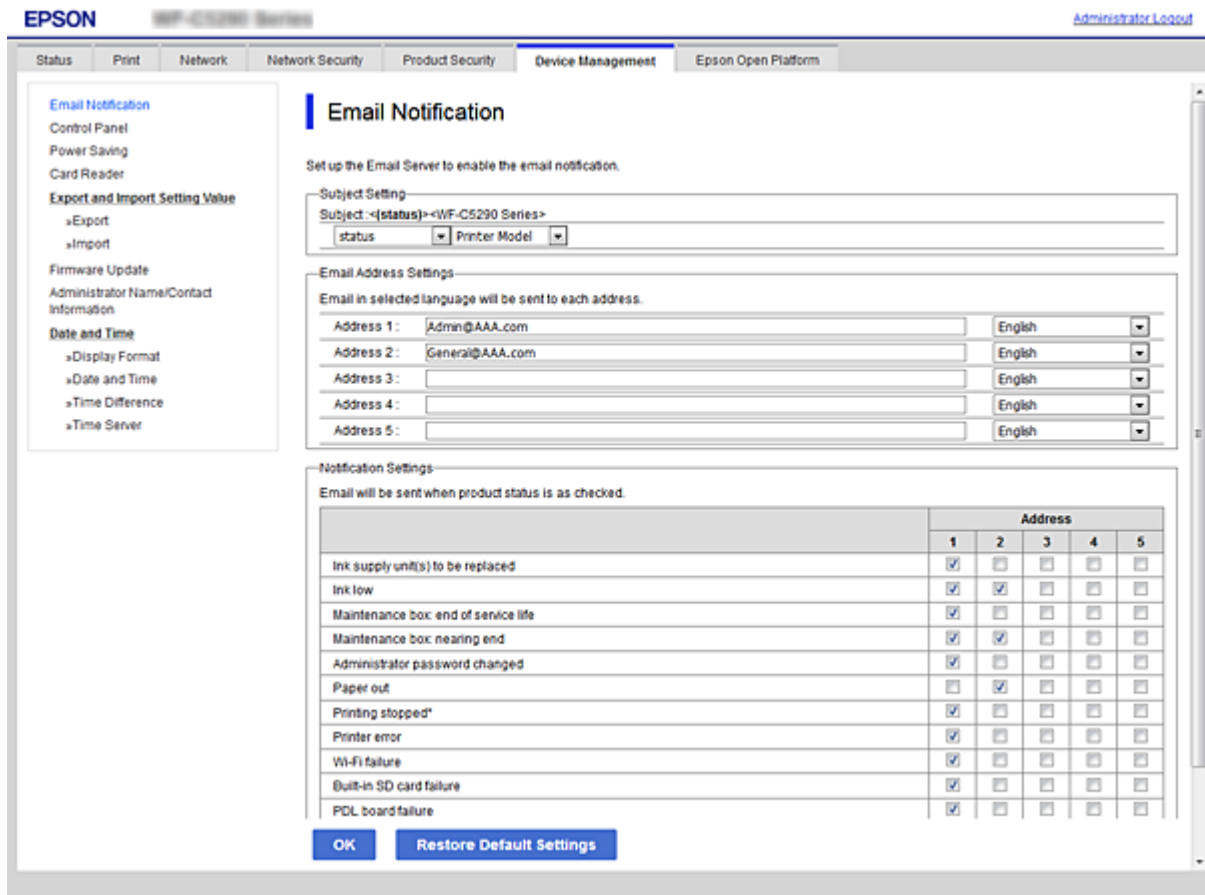 EPSON
Administrator Logout
Status Print Network Network Security Product Security Device Management Epson Open Platform
Email Notification
Control Panel
Power Saving
Card Reader
Export and Import Setting Value
»Export
»Import
Firmware Update
Administrator Name/Contact
Information
Date and Time
»Display Format
»Date and Time
»Time Difference
»Time Server
Email Notification
Set up the Email Server to enable the email notification.
Subject Setting
Subject :<(status)><WF-C5290 Series>
status Printer Model
Email Address Settings
Email in selected language will be sent to each address.
Address 1 : Admin@AAA.com English
Address 2 : General@AAA.com English
Address 3 : English
Address 4 : English
Address 5 : English
Notification Settings
Email will be sent when product status is as checked.
Address
1 2 3 4 5
Ink supply unit(s) to be replaced
Ink low
Maintenance box: end of service life
Maintenance box: nearing end
Administrator password changed
Paper out
Printing stopped*
Printer error
Wi-Fi failure
Built-in SD card failure
PDL board failure
OK Restore Default Settings